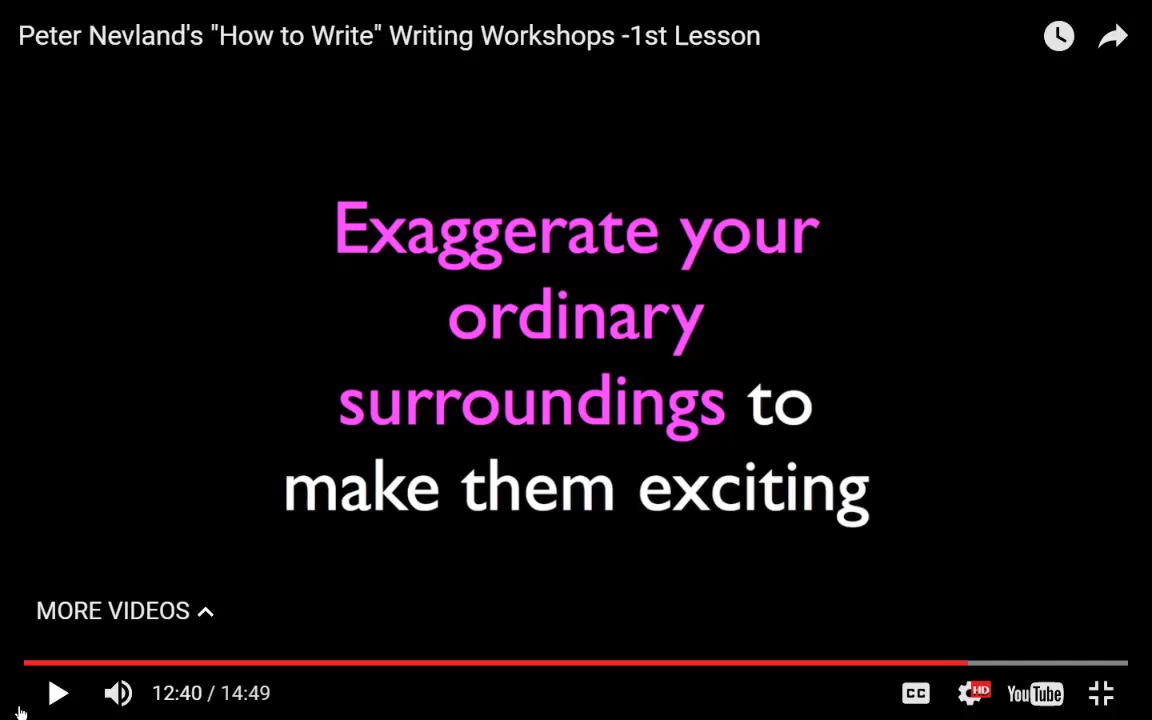 Peter Nevland's "How to Write" Writing Workshops -1st Lesson
Exaggerate your
ordinary
surroundings to
make them exciting
MORE VIDEOS
12:40 / 14:49
CC
HD
YouTube